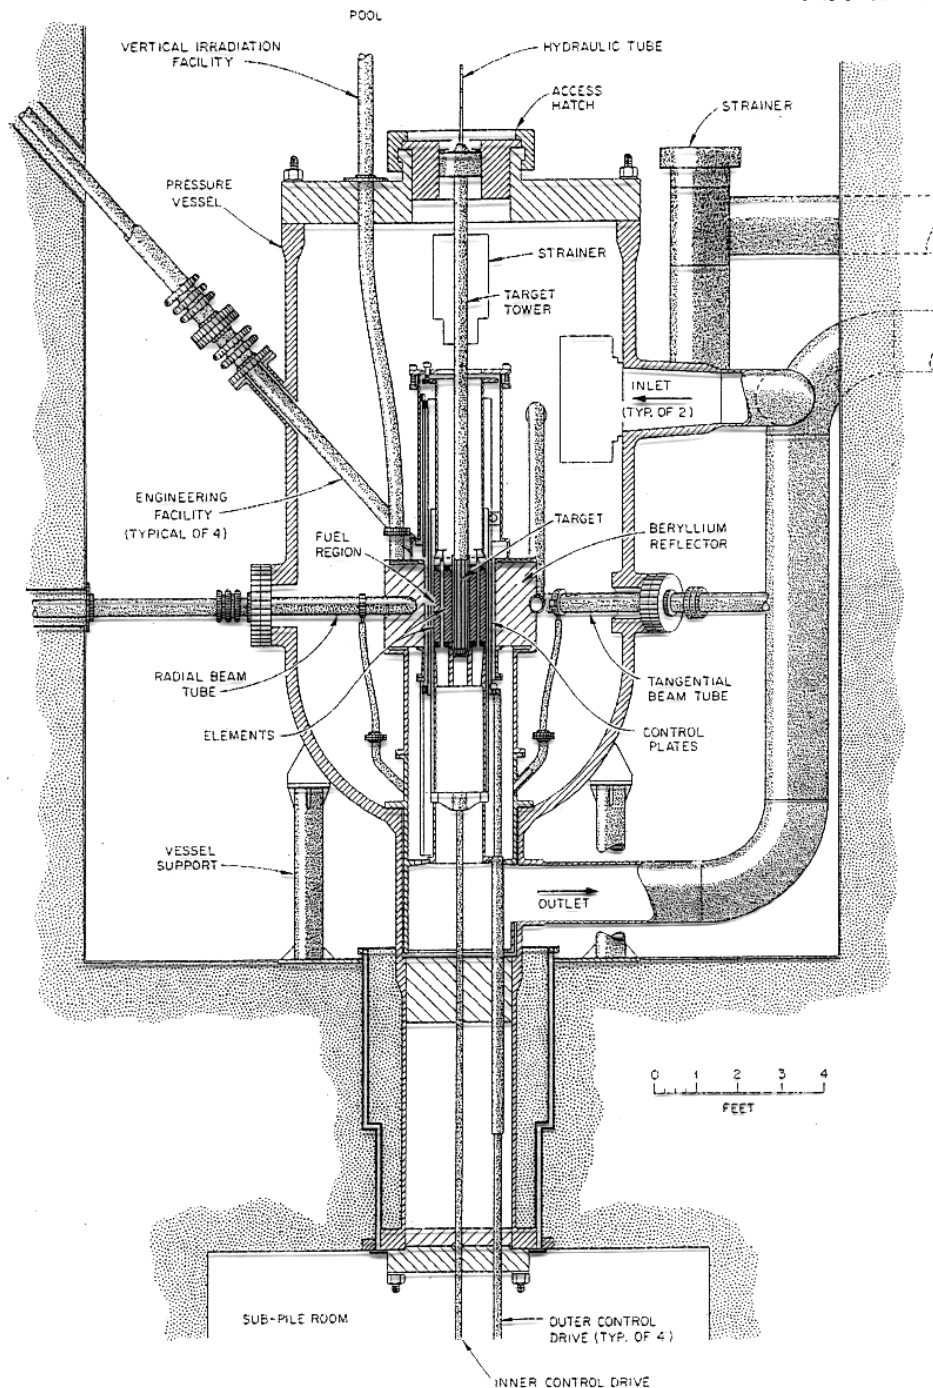 POOL
VERTICAL IRRADIATION
FACILITY
HYDRAULIC TUBE
ACCESS
HATCH
STRAINER
PRESSURE
VESSEL
STRAINER
TARGET
TOWER
INLET
(TYP. OF 2)
ENGINEERING
FACILITY
(TYPICAL OF 4)
FUEL
REGION
TARGET
BERYLLIUM
REFLECTOR
RADIAL BEAM
TUBE
TANGENTIAL
BEAM TUBE
ELEMENTS
CONTROL
PLATES
VESSEL
SUPPORT
OUTLET
0 1 2 3 4
FEET
SUB-PILE ROOM
OUTER CONTROL
DRIVE (TYP. OF 4)
INNER CONTROL DRIVE